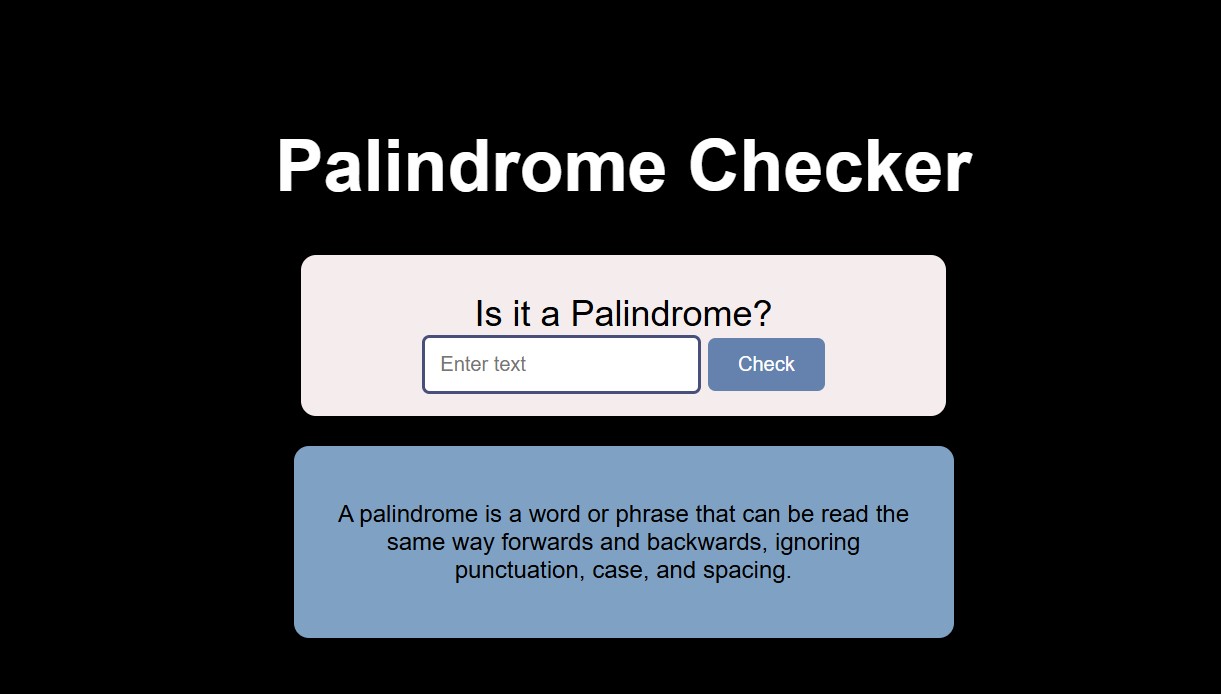 Palindrome Checker
Is it a Palindrome?
Enter text
Check
A palindrome is a word or phrase that can be read the
same way forwards and backwards, ignoring
punctuation, case, and spacing.